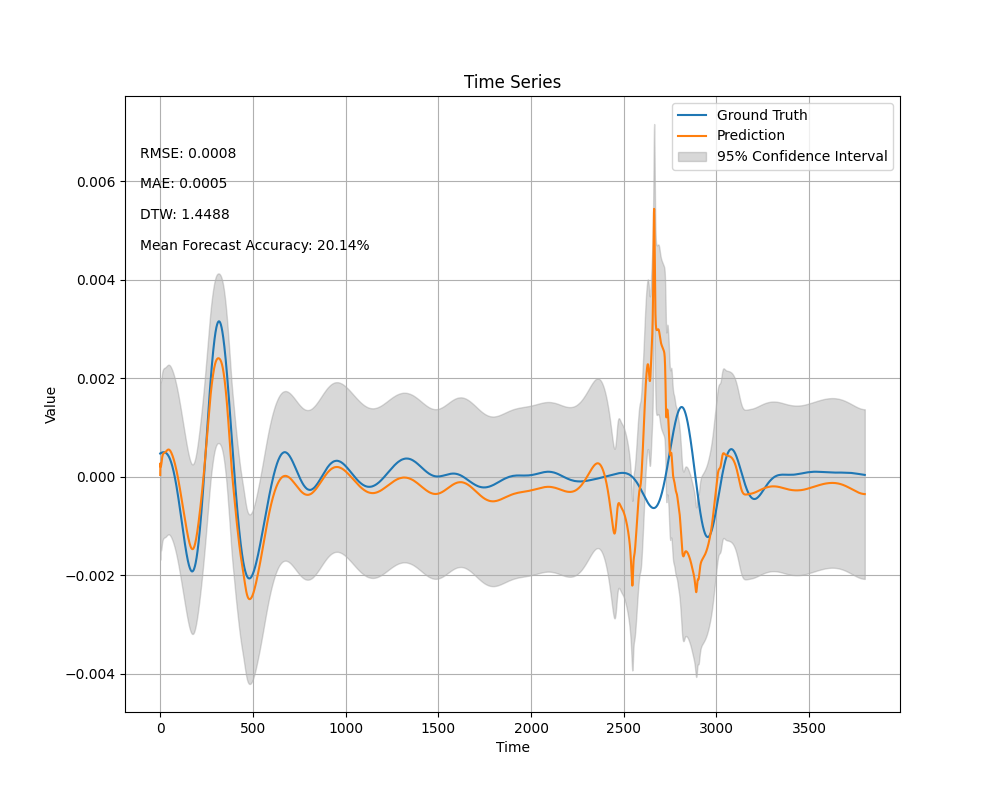 Time Series
Ground Truth
Prediction
95% Confidence Interval
RMSE: 0.0008
MAE: 0.0005
DTW: 1.4488
Mean Forecast Accuracy: 20.14%
0.006
0.004
0.002
0.000
−0.002
−0.004
Value
0 500 1000 1500 2000 2500 3000 3500
Time